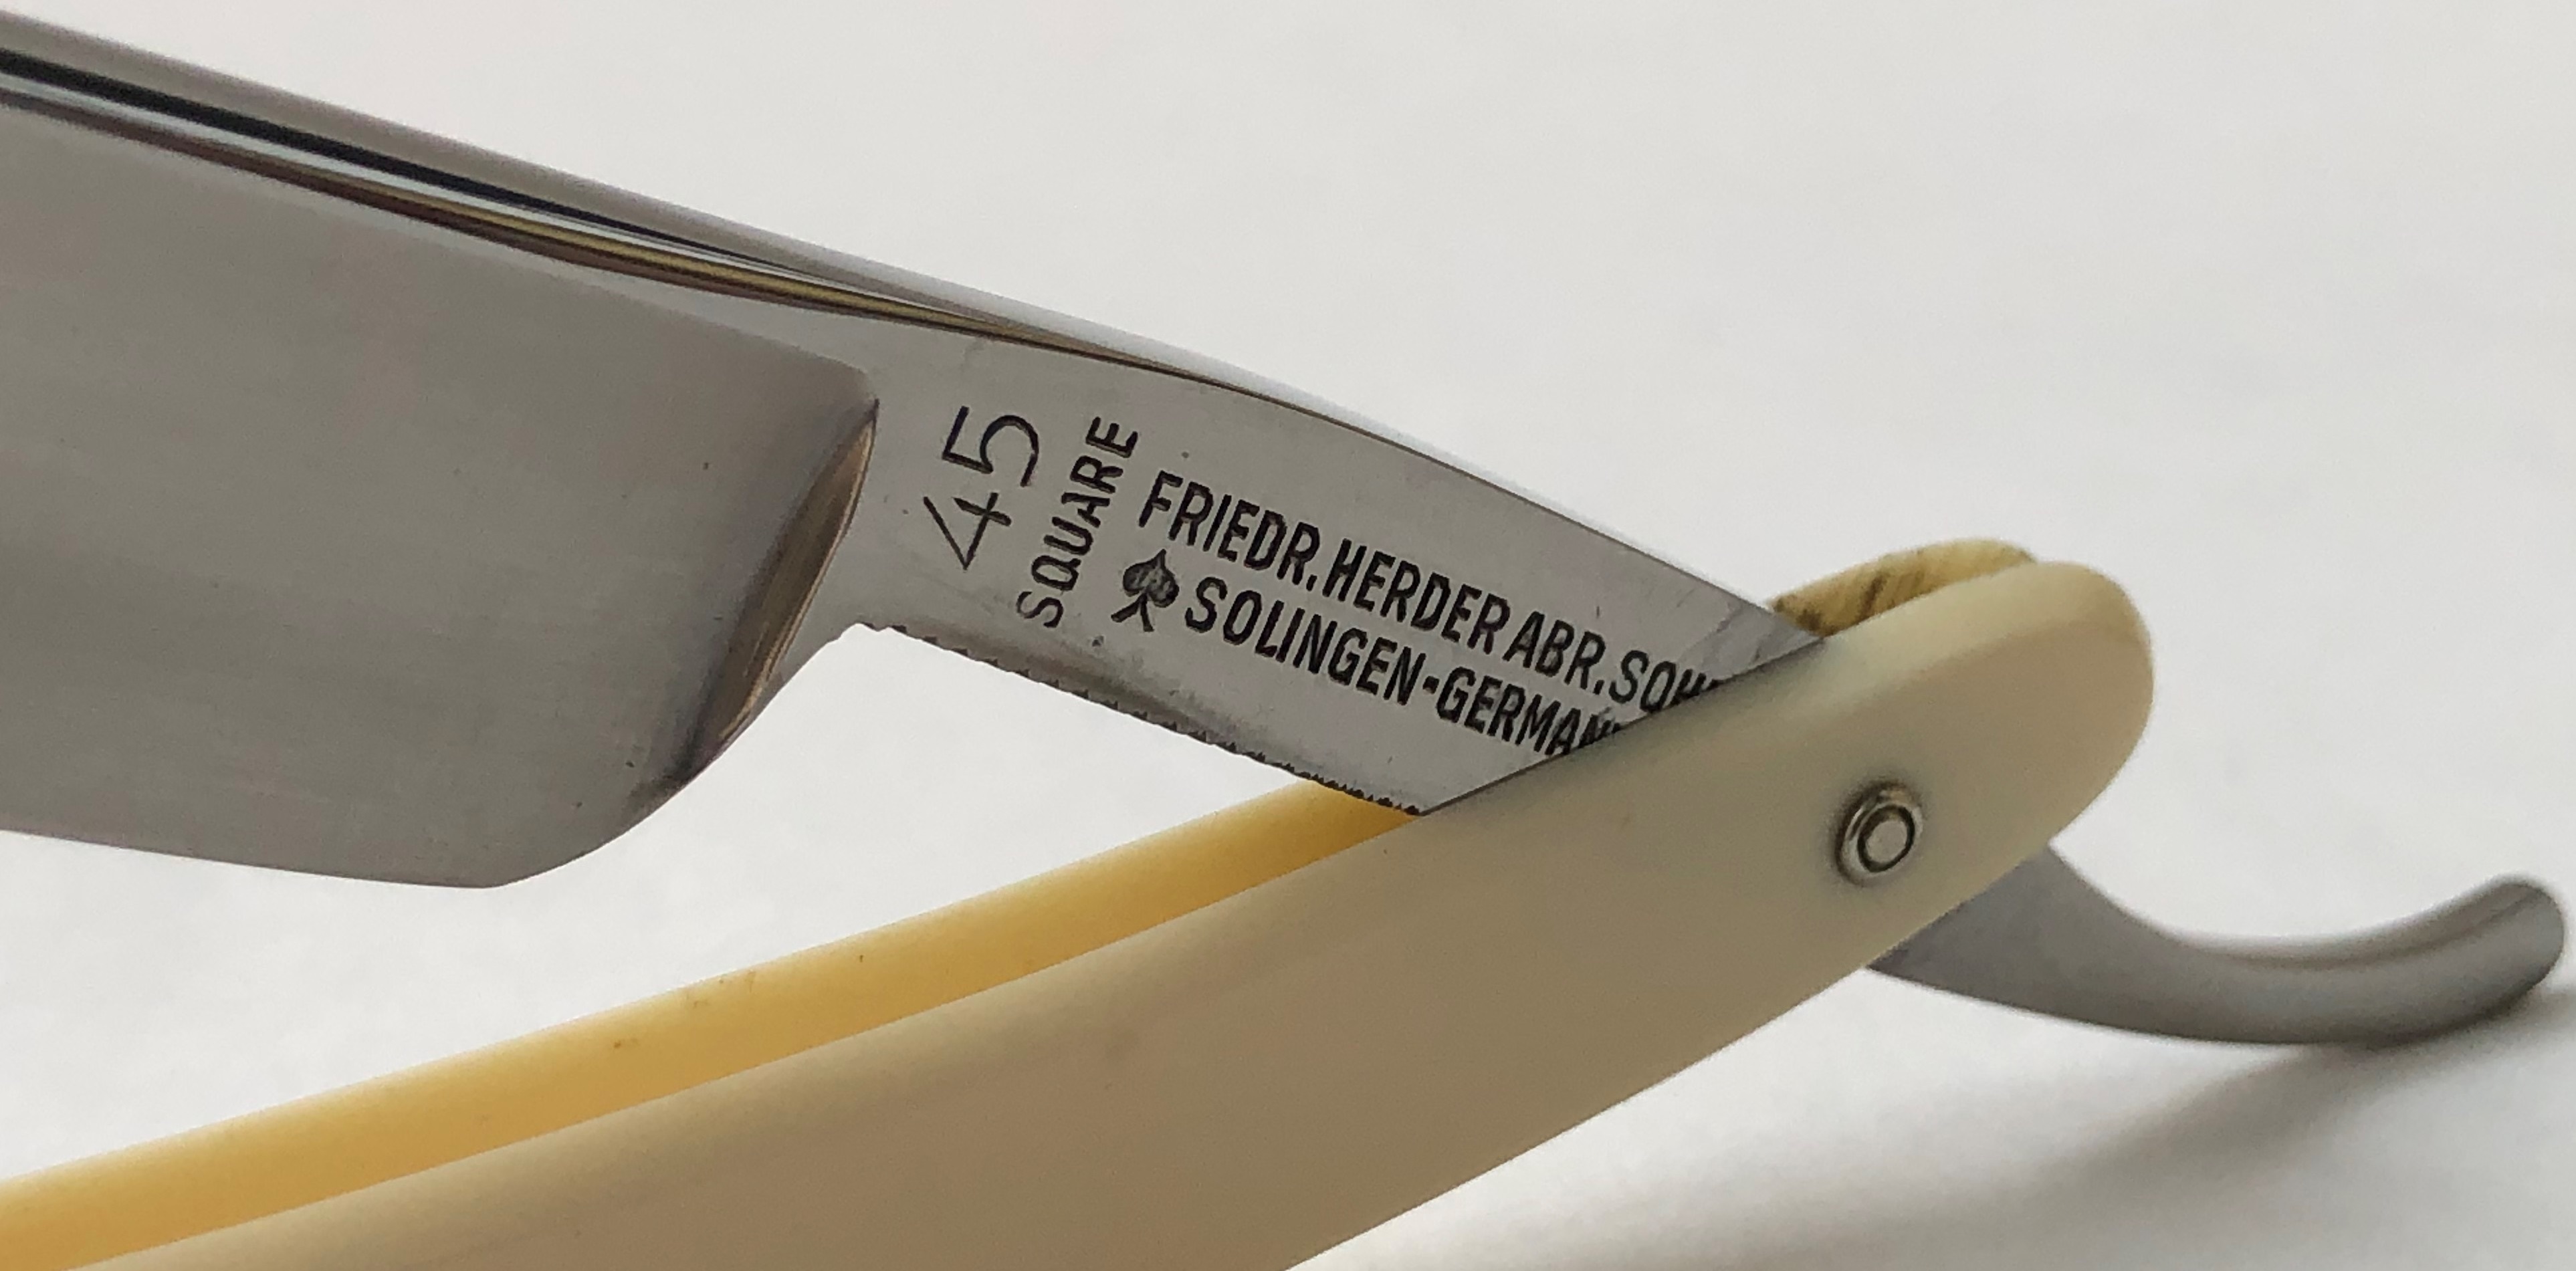 45
SQUARE
FRIEDR. HERDER ABR. SOH
♠ SOLINGEN-GERMAN